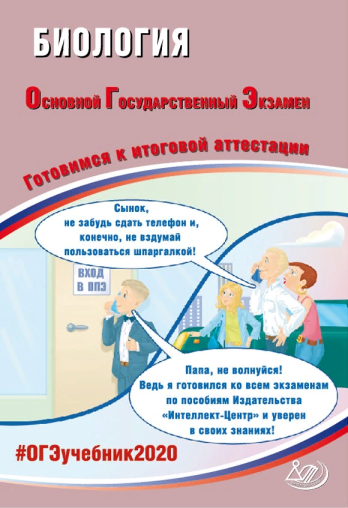 БИОЛОГИЯ
Основной Государственный Экзамен
Готовимся к итоговой аттестации
Сынок,
не забудь сдать телефон и,
конечно, не вздумай
пользоваться шпаргалкой!
ВХОД
В ППЭ
Папа, не волнуйся!
Ведь я готовился ко всем экзаменам
по пособиям Издательства
«Интеллект-Центр» и уверен
в своих знаниях!
#ОГЭучебник2020